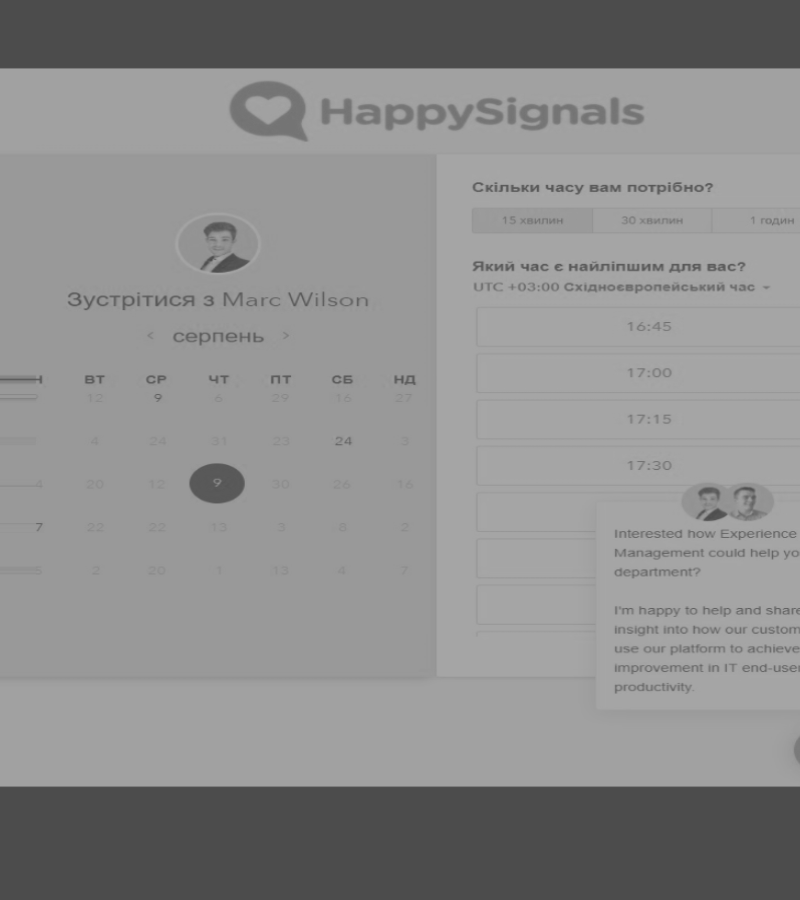 HappySignals
Зустрітися з Marc Wilson
< серпень >
Н ВТ СР ЧТ ПТ СБ НД
12 9 6 29 16 27
4 24 31 23 24 3
4 20 12 9 30 26 16
7 22 22 13 3 8 2
5 2 20 1 13 4 7
Скільки часу вам потрібно?
15 хвилин 30 хвилин 1 годин
Який час є найліпшим для вас?
UTC +03:00 Східноєвропейський час
16:45
17:00
17:15
17:30
Interested how Experience
Management could help yo
department?
I'm happy to help and share
insight into how our custom
use our platform to achieve
improvement in IT end-user
productivity.